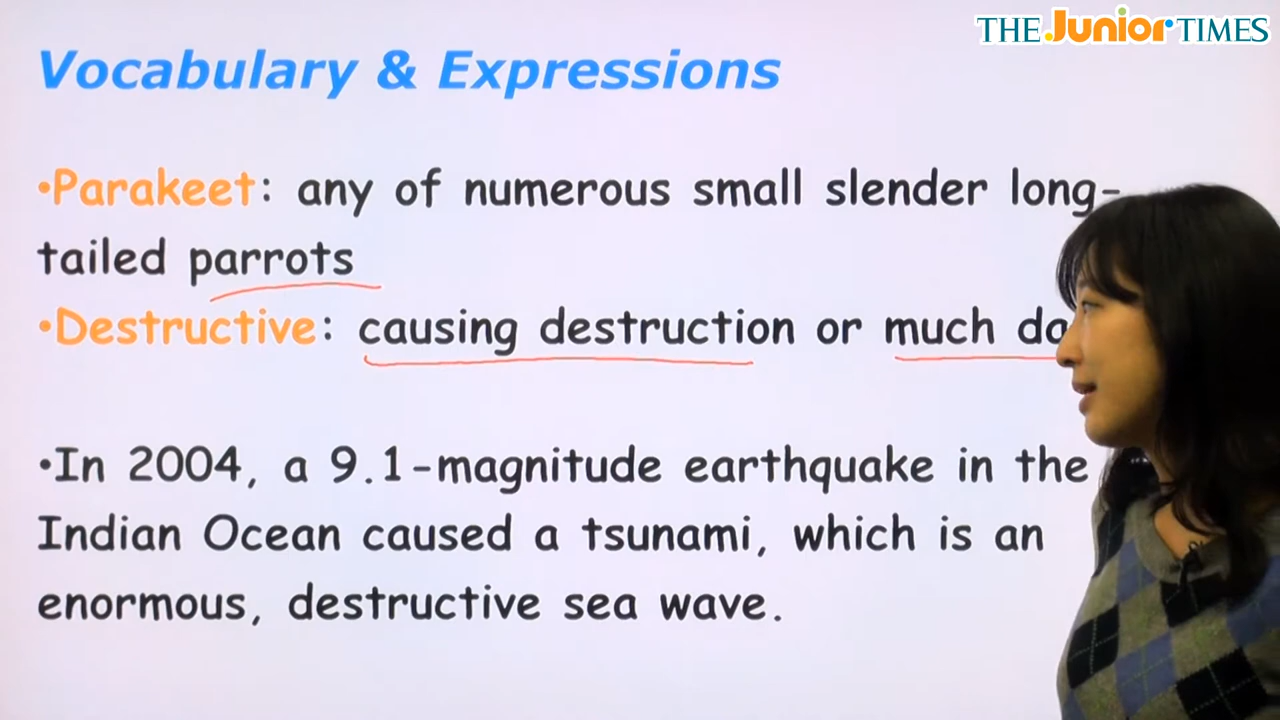 THE Junior TIMES
Vocabulary & Expressions
•Parakeet: any of numerous small slender long-
tailed parrots
•Destructive: causing destruction or much
•In 2004, a 9.1-magnitude earthquake in the
Indian Ocean caused a tsunami, which is an
enormous, destructive sea wave.